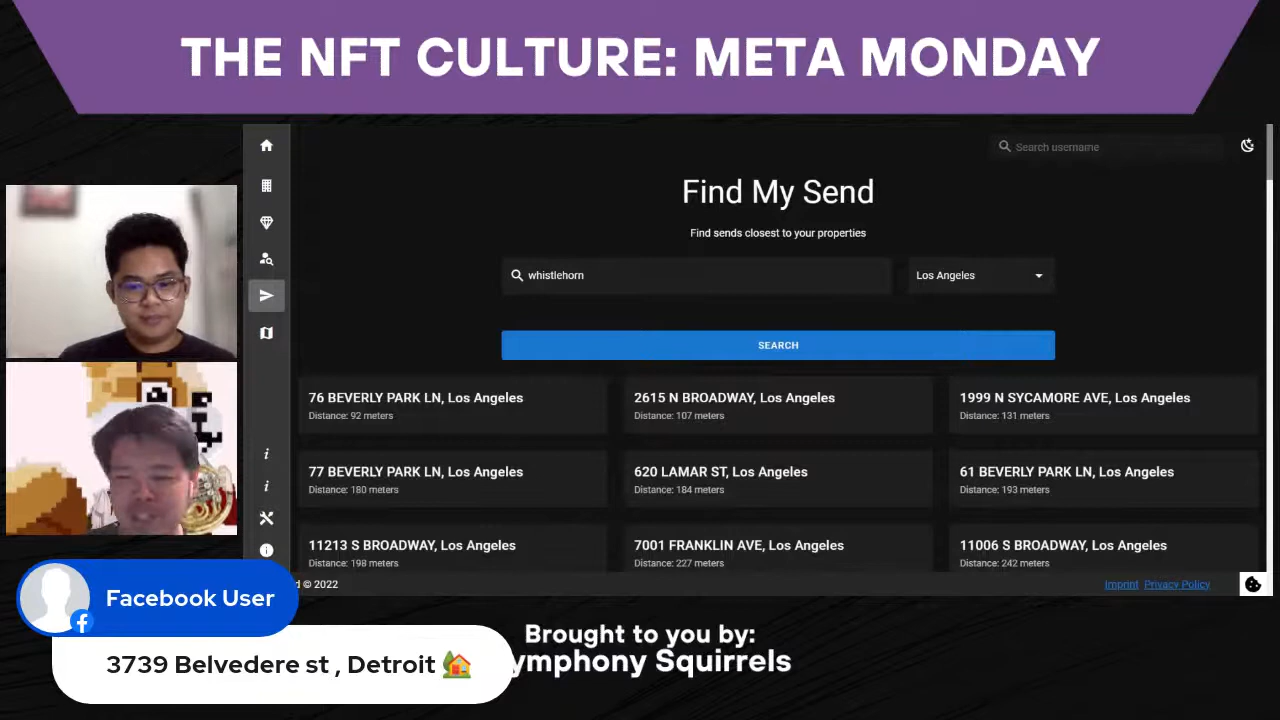 THE NFT CULTURE: META MONDAY
Search username
Find My Send
Find sends closest to your properties
whistlehorn
Los Angeles
SEARCH
76 BEVERLY PARK LN, Los Angeles
Distance: 92 meters
2615 N BROADWAY, Los Angeles
Distance: 107 meters
1999 N SYCAMORE AVE, Los Angeles
Distance: 131 meters
77 BEVERLY PARK LN, Los Angeles
Distance: 180 meters
620 LAMAR ST, Los Angeles
Distance: 184 meters
61 BEVERLY PARK LN, Los Angeles
Distance: 193 meters
11213 S BROADWAY, Los Angeles
Distance: 198 meters
7001 FRANKLIN AVE, Los Angeles
Distance: 227 meters
11006 S BROADWAY, Los Angeles
Distance: 242 meters
d © 2022
Imprint Privacy Policy
Facebook User
3739 Belvedere st , Detroit 🏡
Brought to you by:
ymphony Squirrels